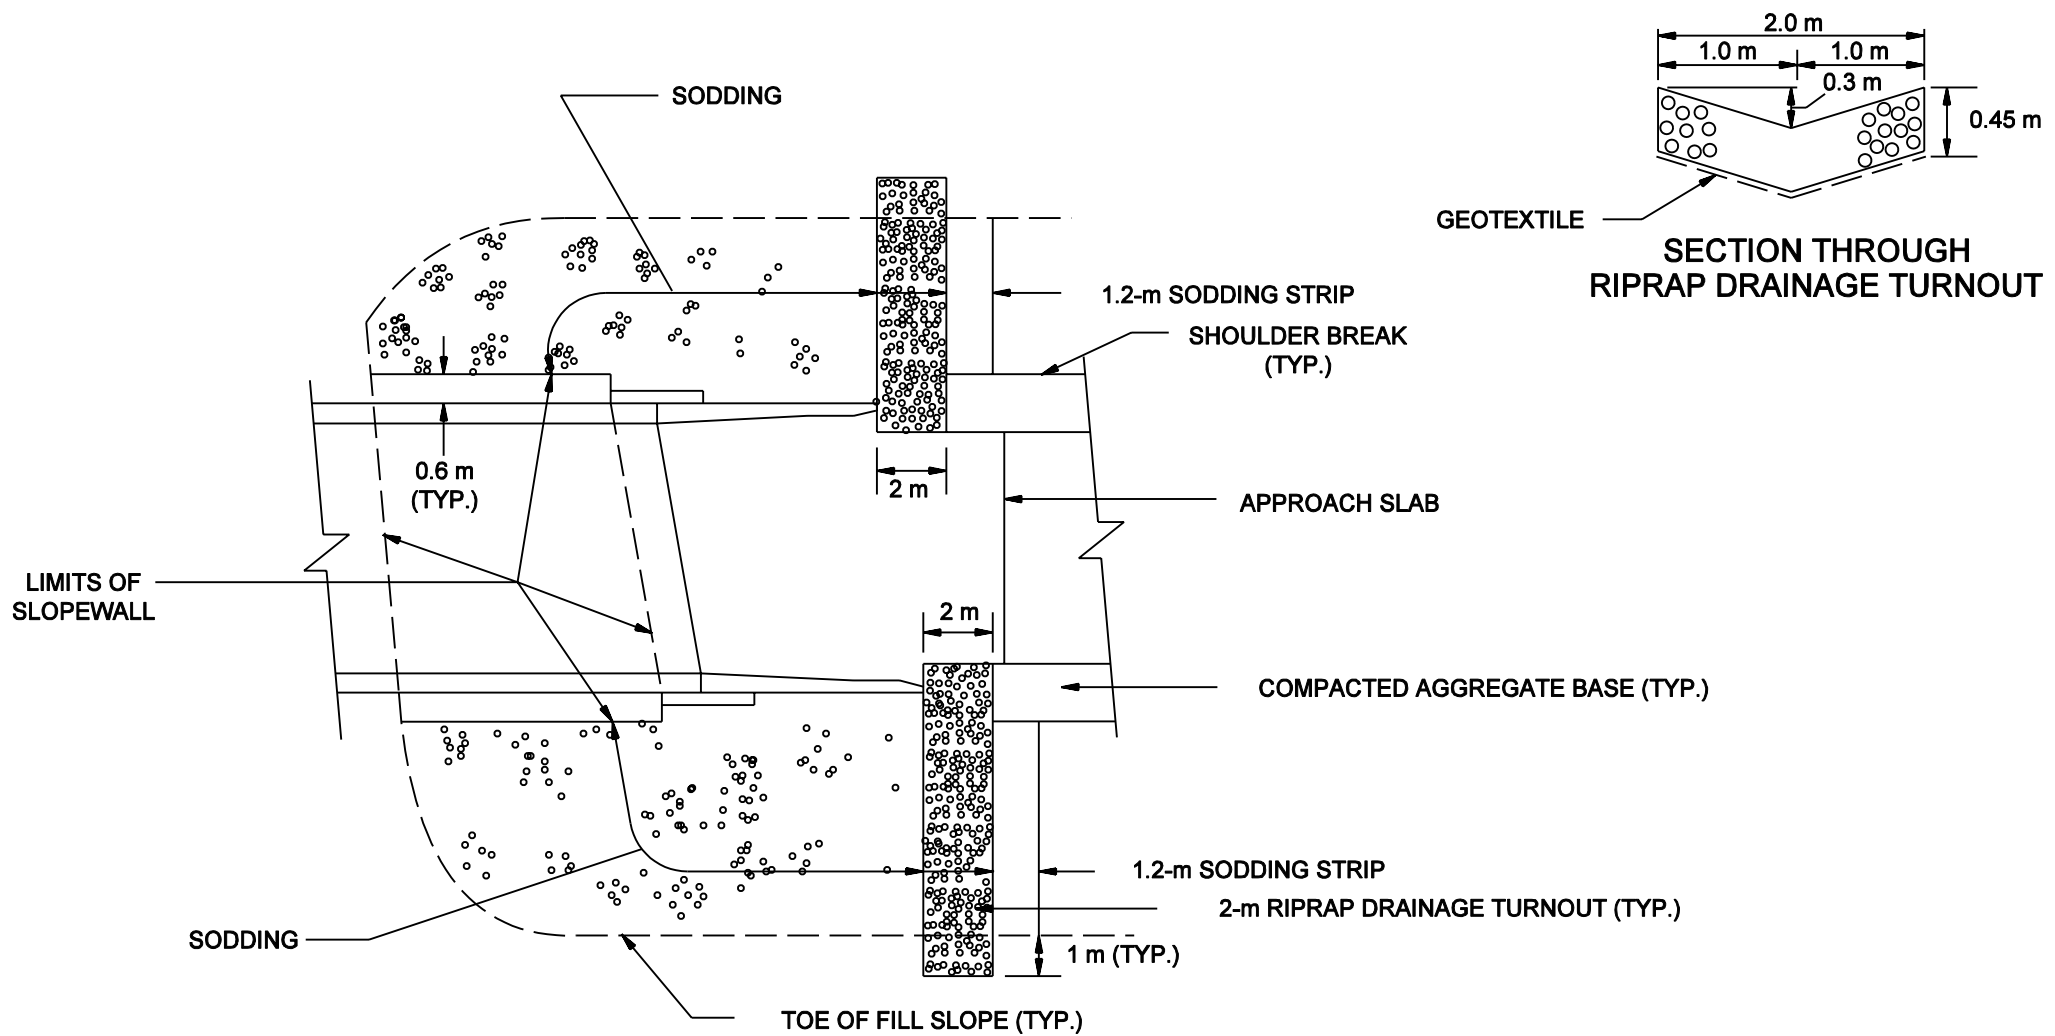 2.0 m
1.0 m
1.0 m
0.3 m
0.45 m
GEOTEXTILE
SECTION THROUGH
RIPRAP DRAINAGE TURNOUT
SODDING
1.2-m SODDING STRIP
SHOULDER BREAK
(TYP.)
0.6 m
(TYP.)
2 m
APPROACH SLAB
LIMITS OF
SLOPEWALL
2 m
COMPACTED AGGREGATE BASE (TYP.)
1.2-m SODDING STRIP
2-m RIPRAP DRAINAGE TURNOUT (TYP.)
SODDING
1 m (TYP.)
TOE OF FILL SLOPE (TYP.)